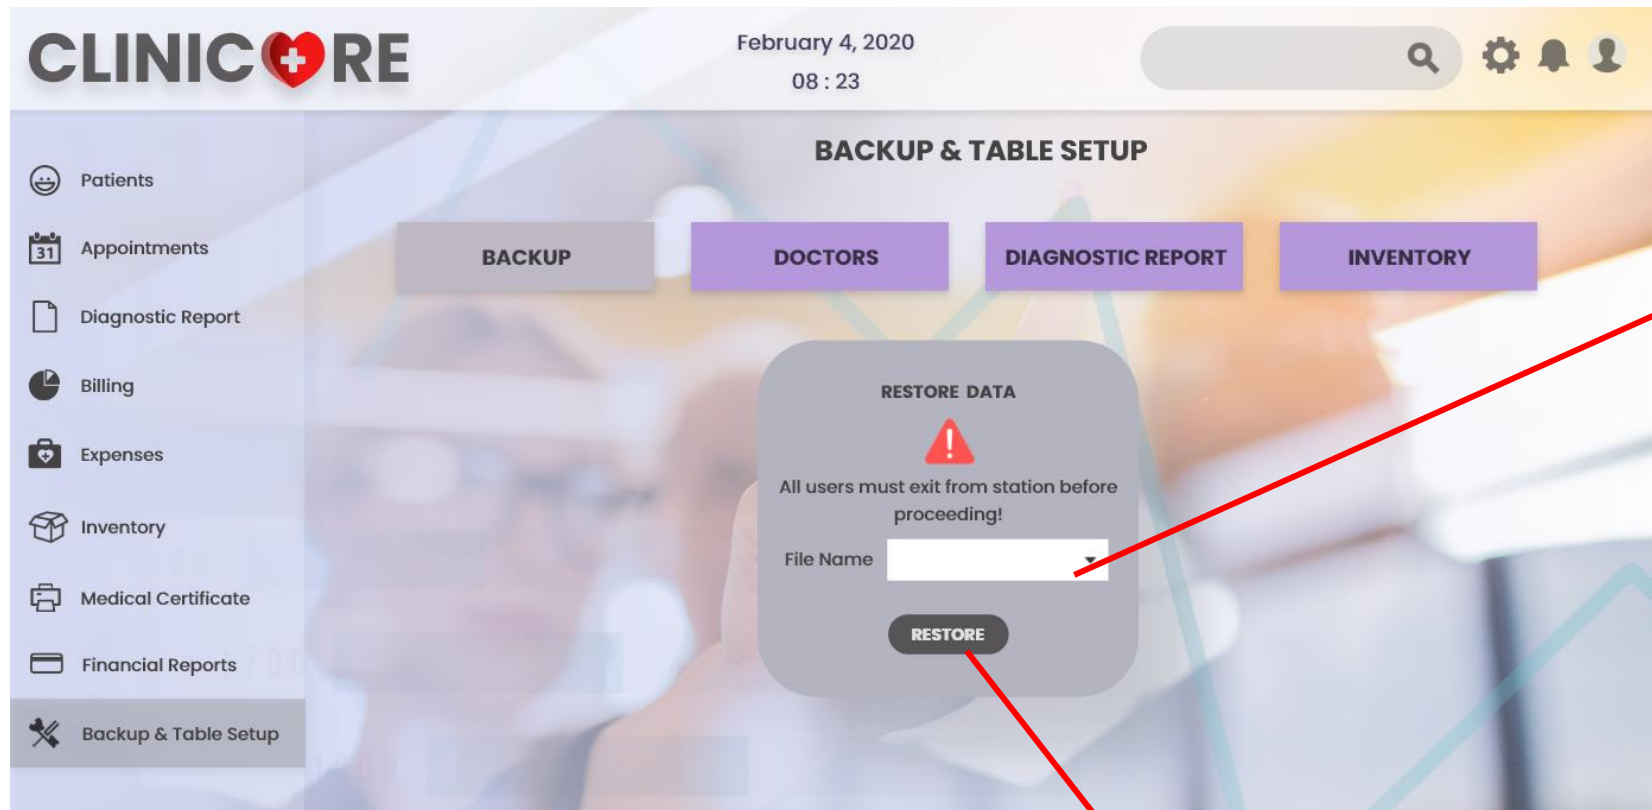 CLINICORE
February 4, 2020
08 : 23
BACKUP & TABLE SETUP
Patients
31
Appointments
Diagnostic Report
Billing
Expenses
Inventory
Medical Certificate
Financial Reports
Backup & Table Setup
BACKUP
DOCTORS
DIAGNOSTIC REPORT
INVENTORY
RESTORE DATA
All users must exit from station before
proceeding!
File Name
RESTORE